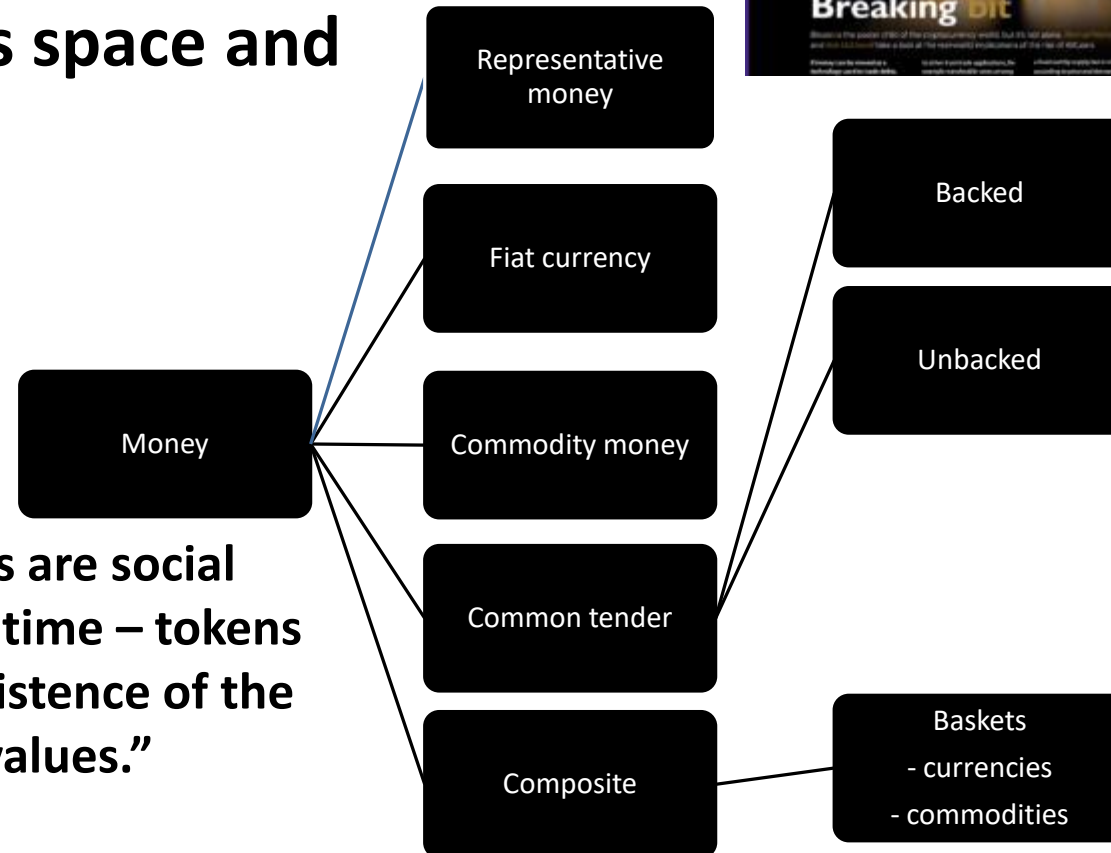 s space and
Breaking bit
Representative
money
Fiat currency
Money
Commodity money
Common tender
Composite
Backed
Unbacked
Baskets
- currencies
- commodities
s are social
time – tokens
istence of the
values.”